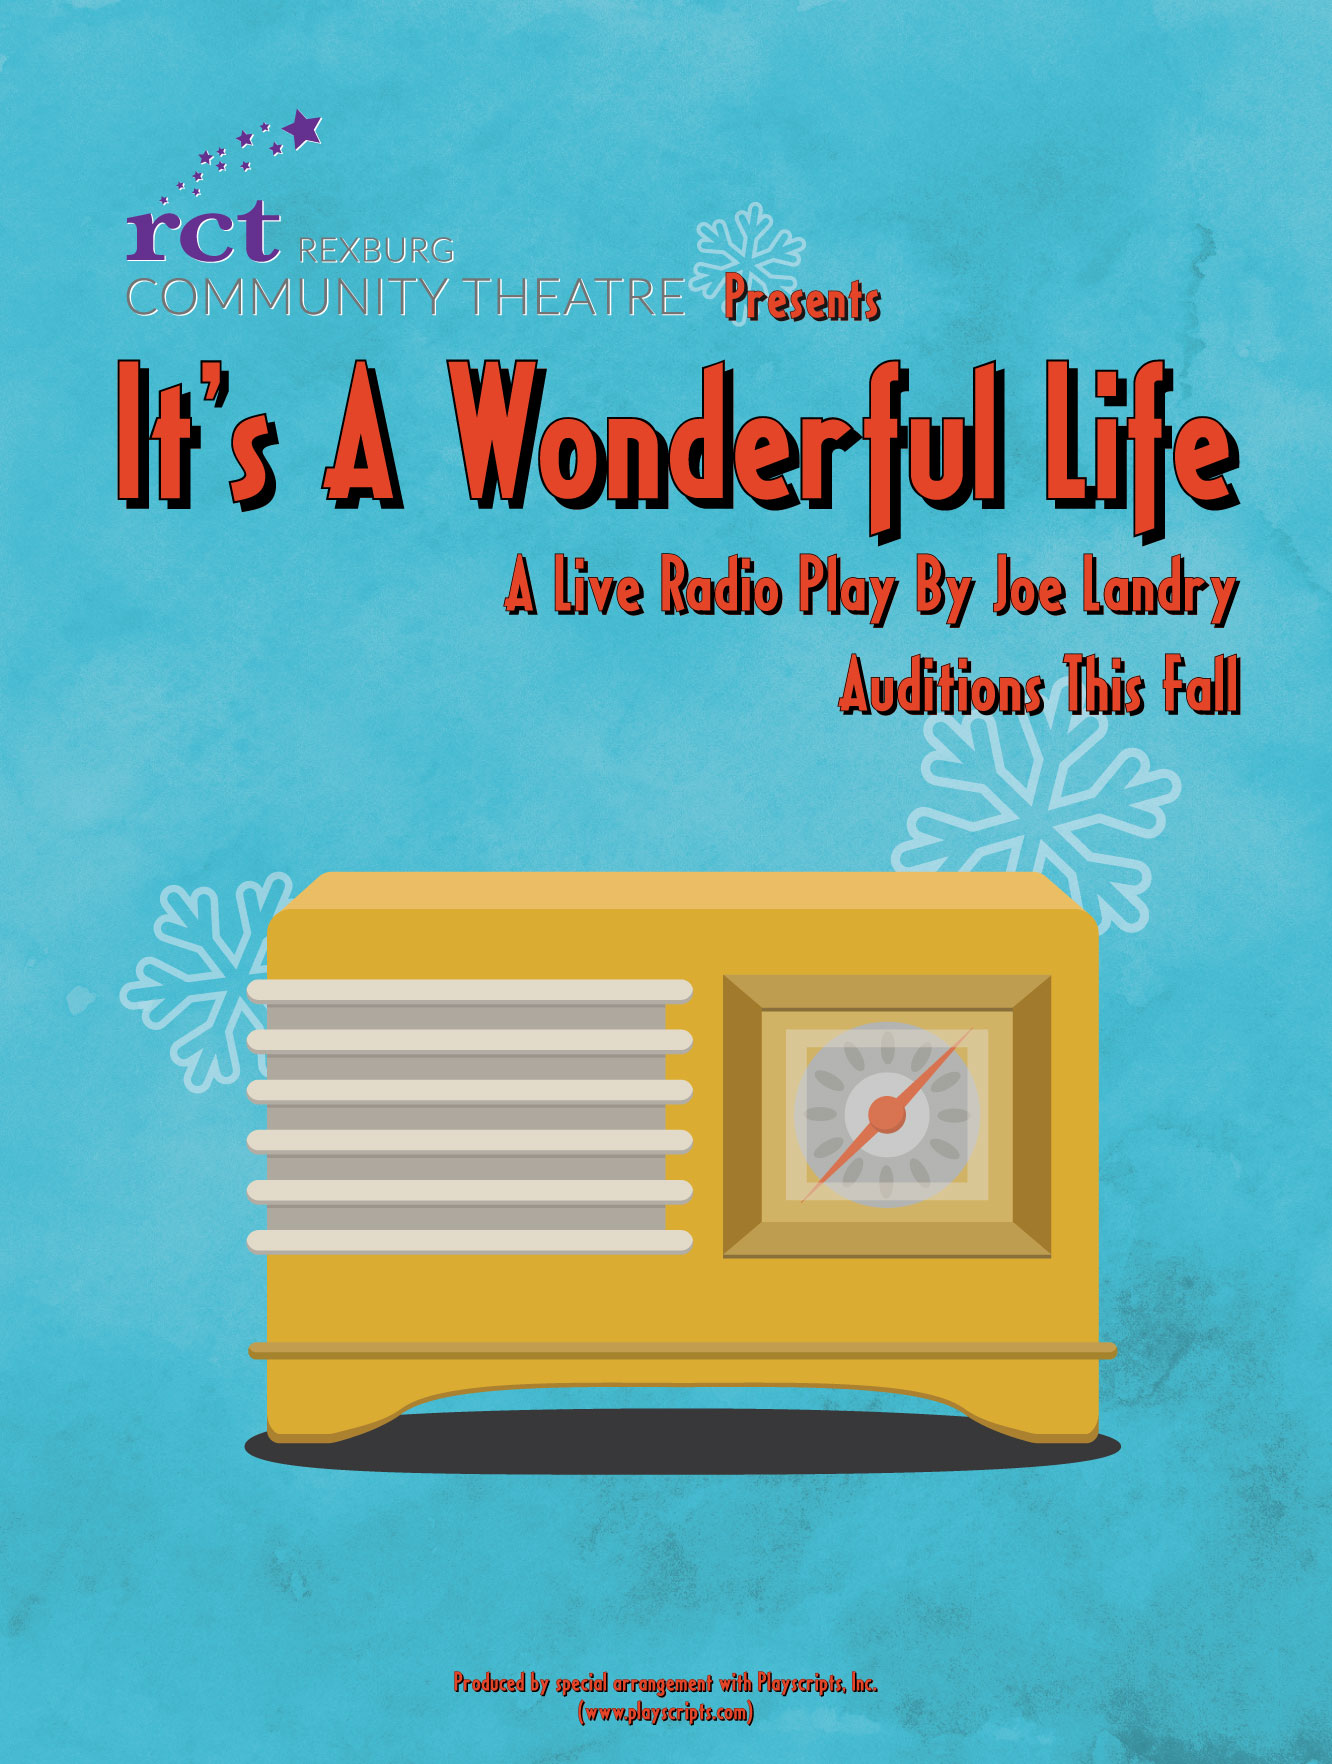 rct REXBURG
COMMUNITY THEATRE Presents
It's A Wonderful Life
A Live Radio Play By Joe Landry
Auditions This Fall
Produced by special arrangement with Playscripts, Inc.
(www.playscripts.com)